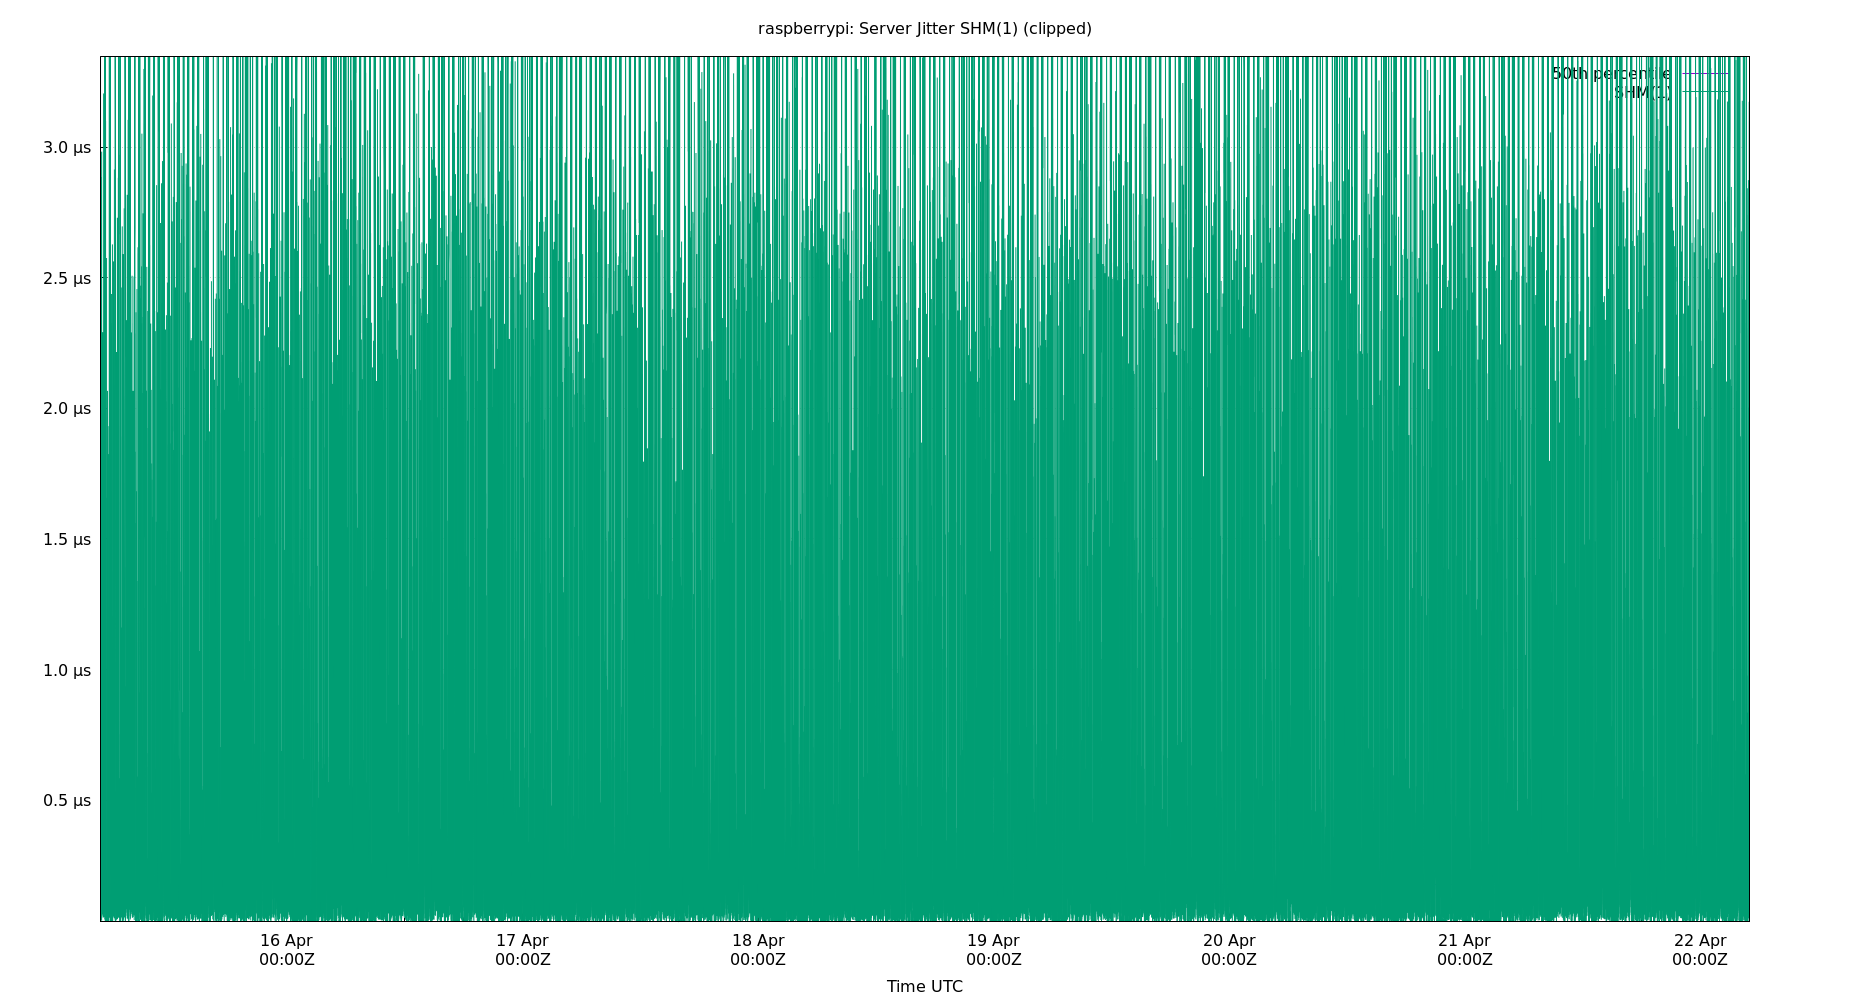 raspberrypi: Server Jitter SHM(1) (clipped)
50th percentile
SHM(1)
3.0 µs
2.5 µs
2.0 µs
1.5 µs
1.0 µs
0.5 µs
16 Apr 17 Apr 18 Apr 19 Apr 20 Apr 21 Apr 22 Apr
00:00Z 00:00Z 00:00Z 00:00Z 00:00Z 00:00Z 00:00Z
Time UTC